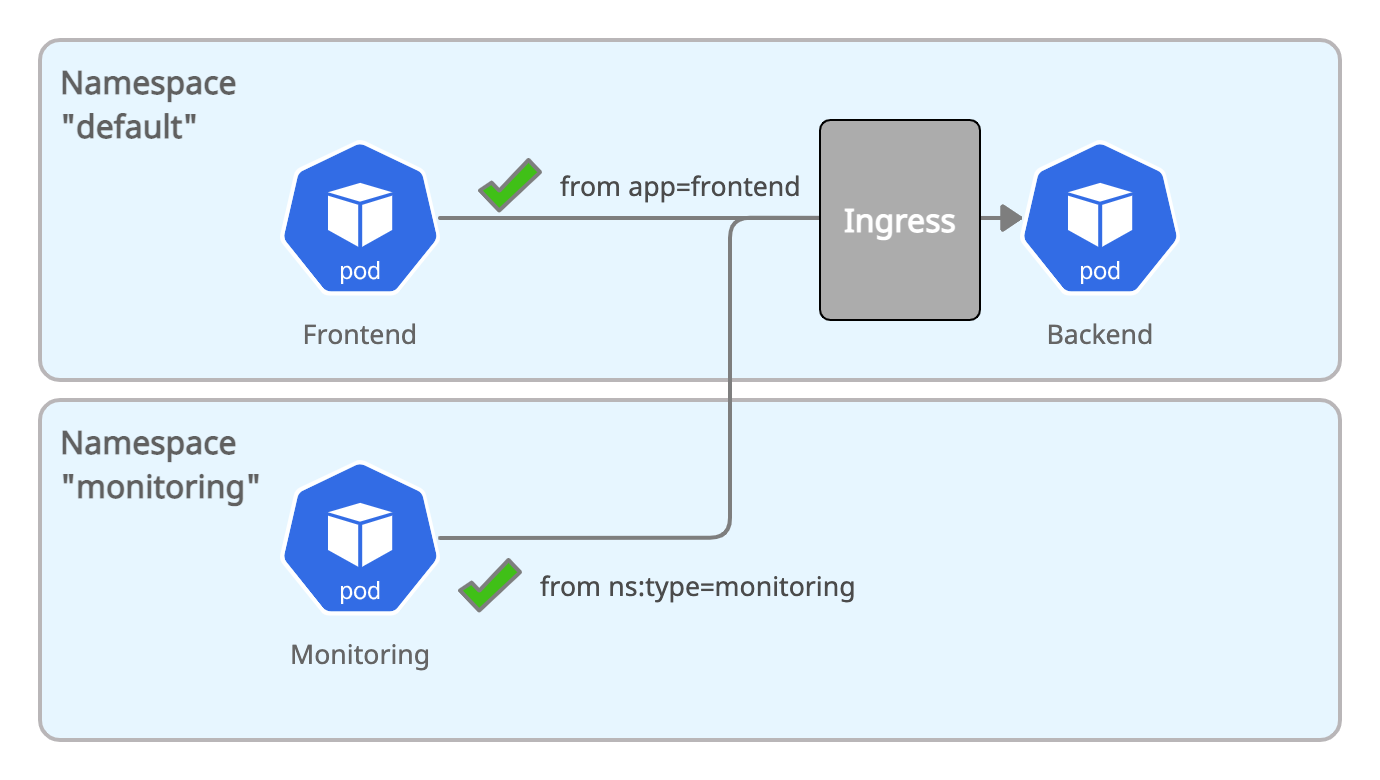 Namespace
"default"
from app=frontend
Ingress
pod
pod
Frontend
Backend
Namespace
"monitoring"
pod
from ns:type=monitoring
Monitoring